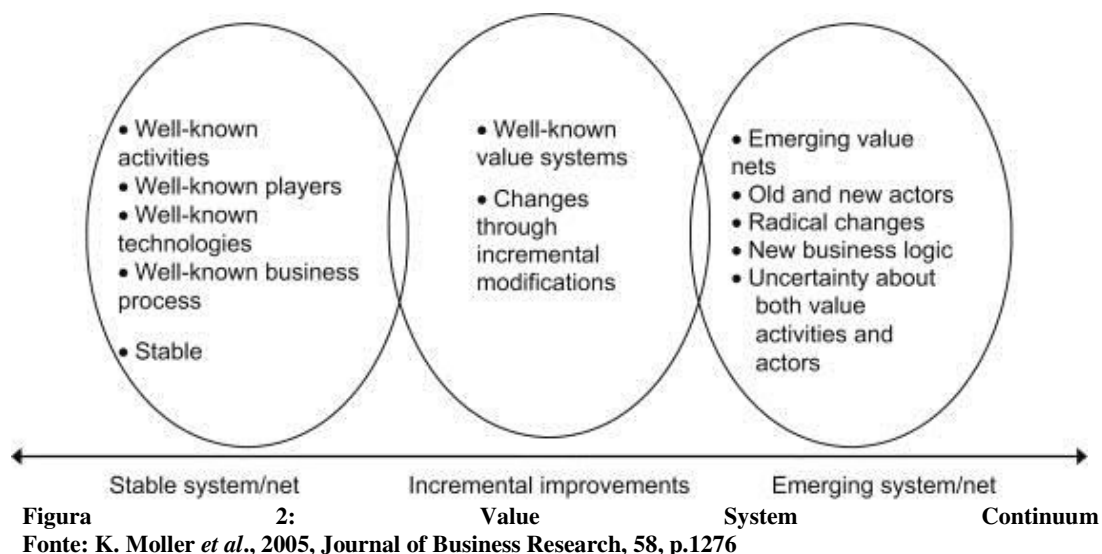 • Well-known
activities
• Well-known players
• Well-known
technologies
• Well-known business
process
• Stable
• Well-known
value systems
• Changes
through
incremental
modifications
• Emerging value
nets
• Old and new actors
• Radical changes
• New business logic
• Uncertainty about
both value
activities and
actors
Stable system/net
Incremental improvements
Emerging system/net
Figura 2: Value System Continuum
Fonte: K. Moller et al., 2005, Journal of Business Research, 58, p.1276